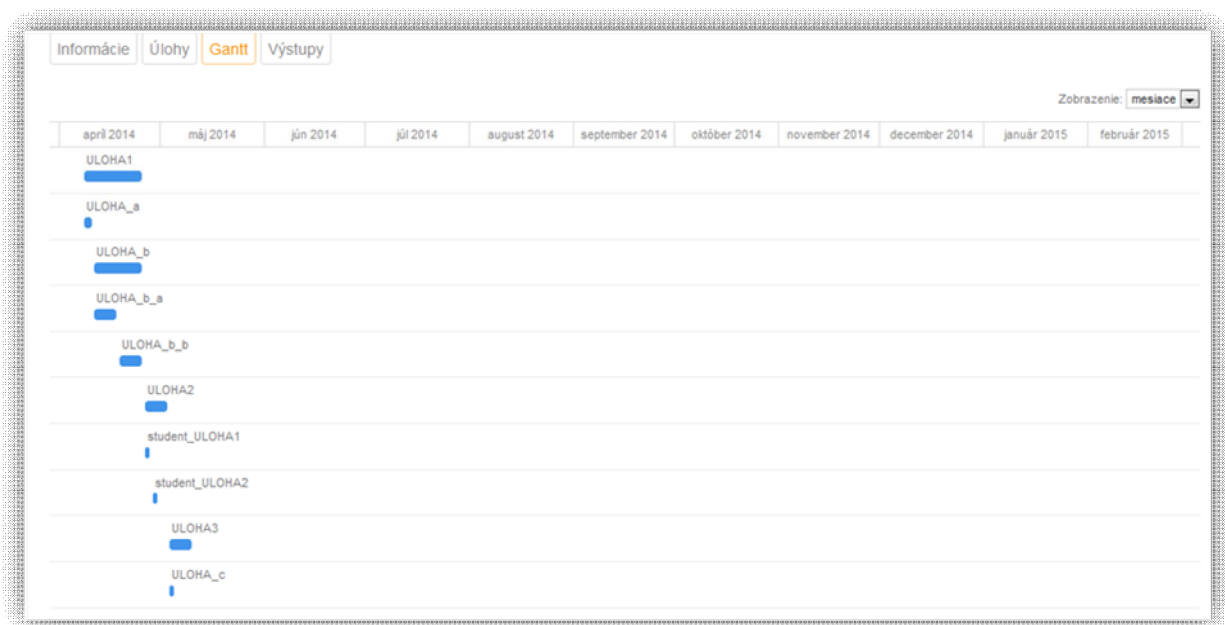 Informácie Úlohy Gantt Výstupy
Zobrazenie: mesiace
apríl 2014 máj 2014 jún 2014 júl 2014 august 2014 september 2014 október 2014 november 2014 december 2014 január 2015 február 2015
ULOHA1
ULOHA_a
ULOHA_b
ULOHA_b_a
ULOHA_b_b
ULOHA2
student_ULOHA1
student_ULOHA2
ULOHA3
ULOHA_c